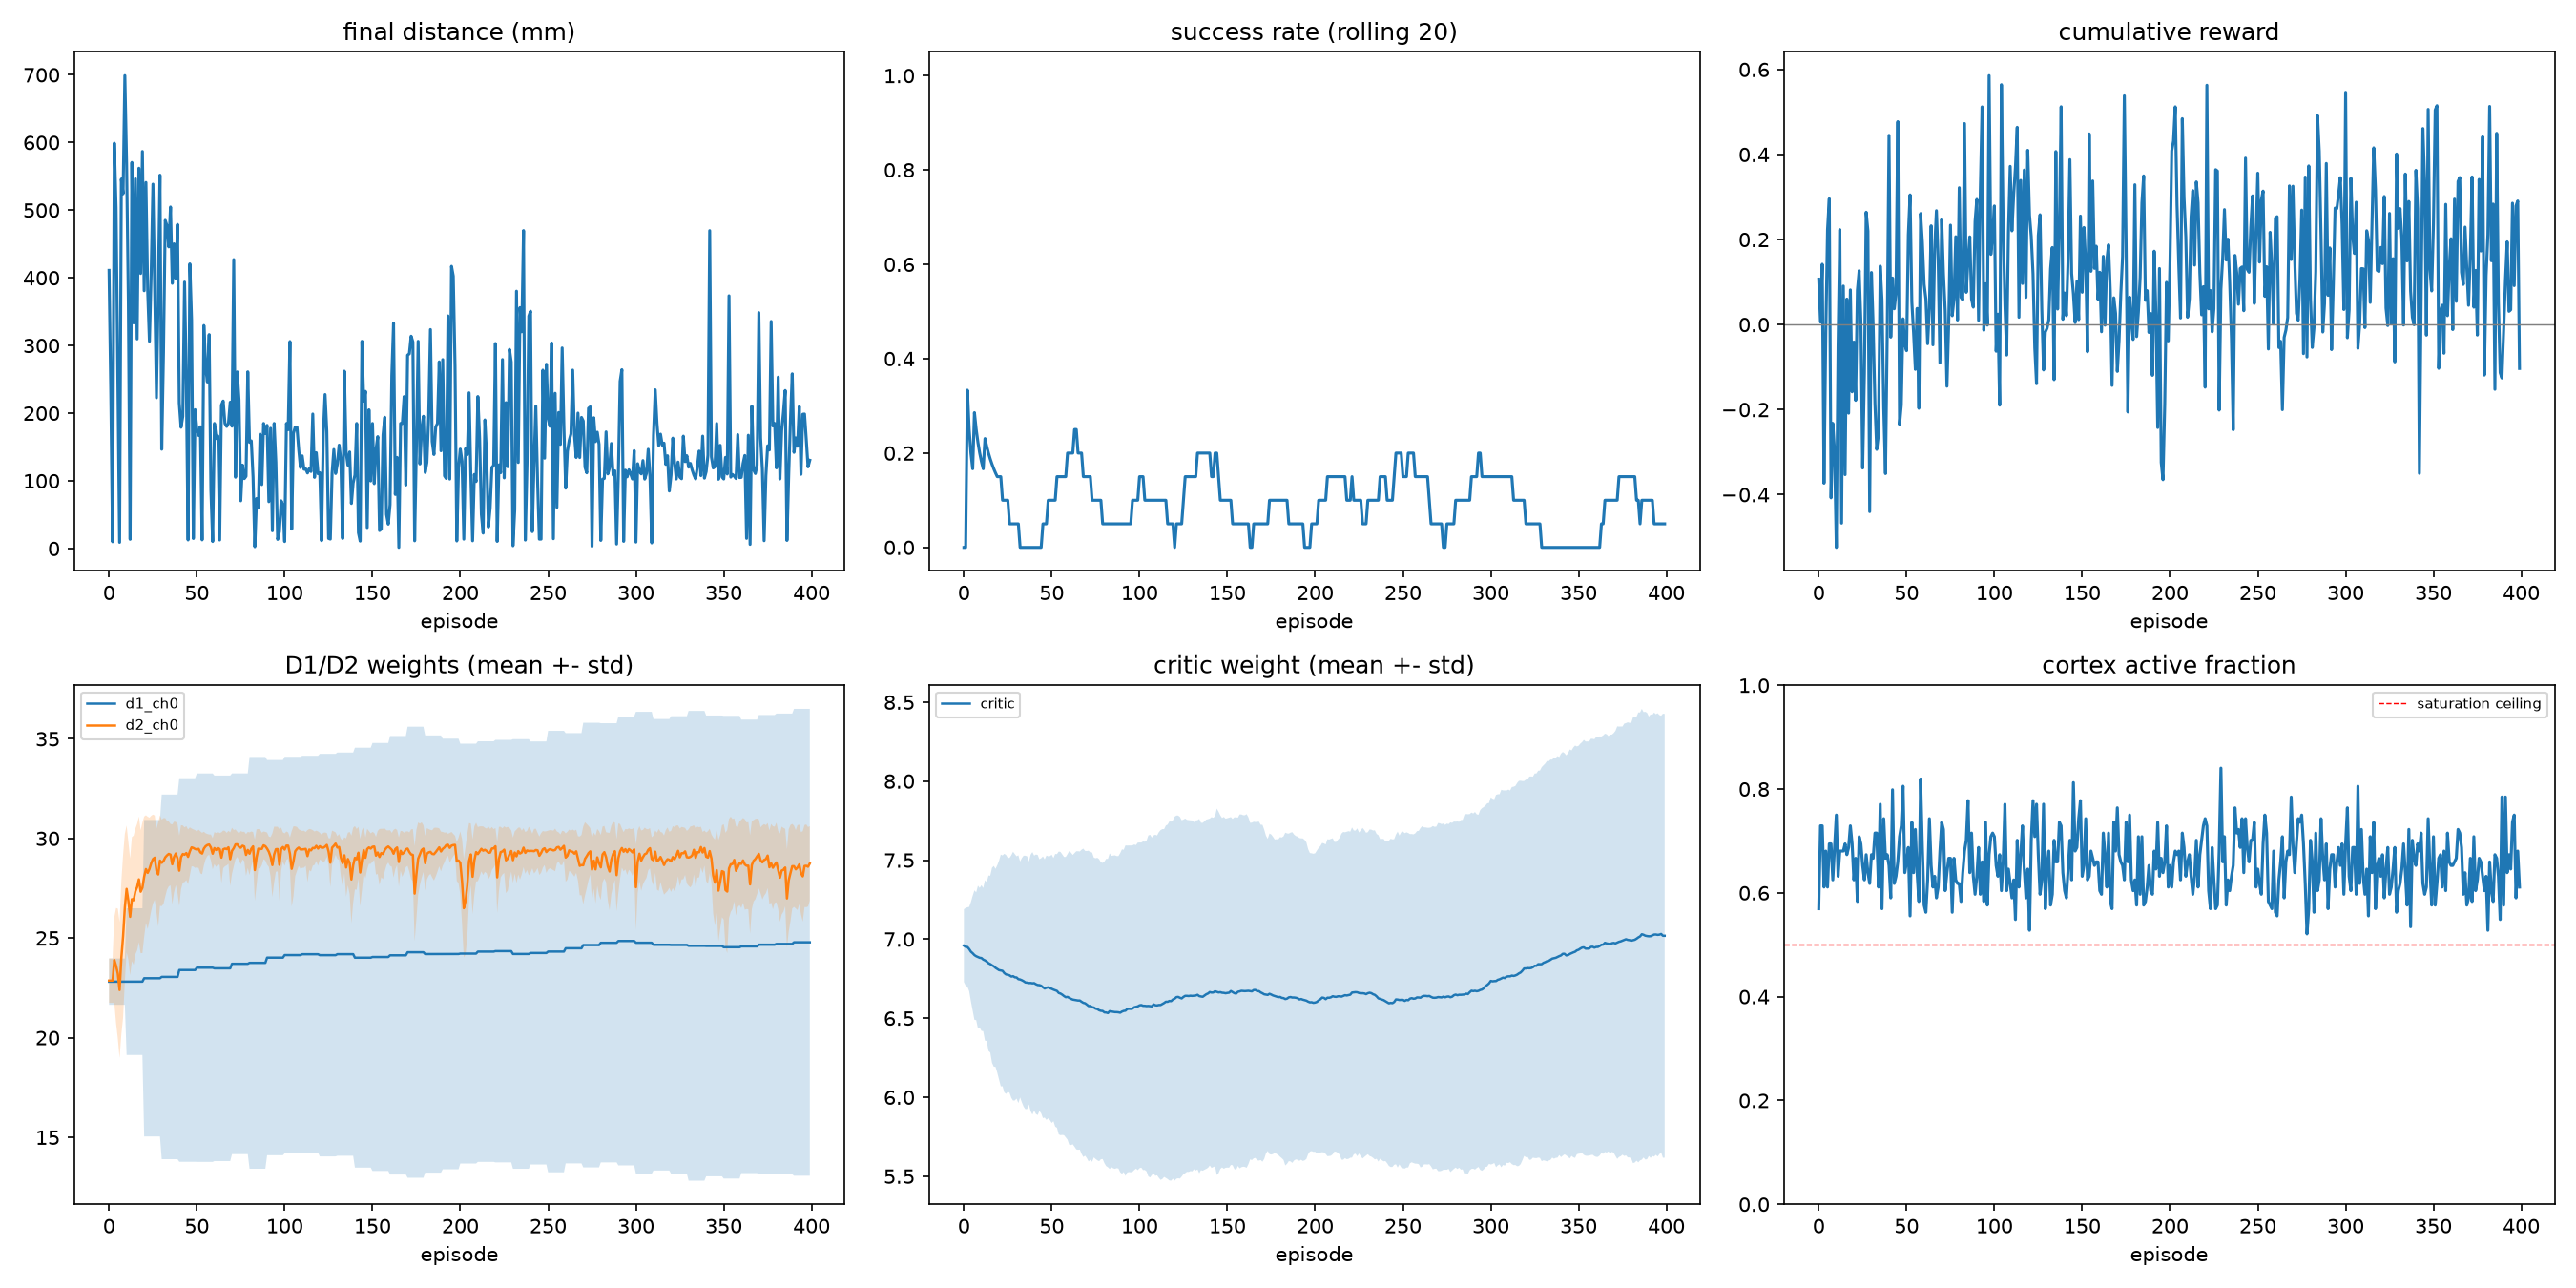 final distance (mm)
700
600
500
400
300
200
100
0
0 50 100 150 200 250 300 350 400
episode
success rate (rolling 20)
1.0
0.8
0.6
0.4
0.2
0.0
0 50 100 150 200 250 300 350 400
episode
cumulative reward
0.6
0.4
0.2
0.0
−0.2
−0.4
0 50 100 150 200 250 300 350 400
episode
D1/D2 weights (mean +- std)
d1_ch0
d2_ch0
35
30
25
20
15
0 50 100 150 200 250 300 350 400
episode
critic weight (mean +- std)
critic
8.5
8.0
7.5
7.0
6.5
6.0
5.5
0 50 100 150 200 250 300 350 400
episode
cortex active fraction
saturation ceiling
1.0
0.8
0.6
0.4
0.2
0.0
0 50 100 150 200 250 300 350 400
episode